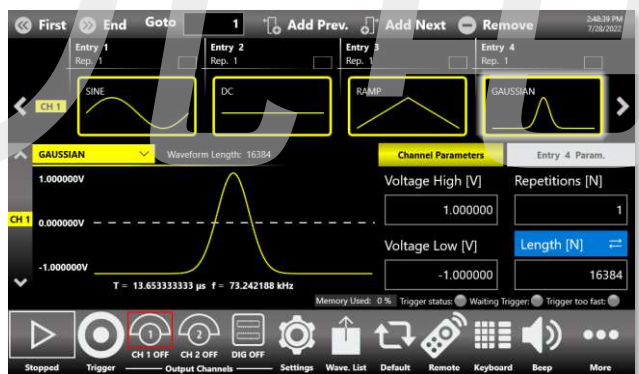 First End Goto 1 Add Prev. Add Next Remove 2:48:39 PM
7/28/2022
Entry 1 Entry 2 Entry 3 Entry 4
Rep. 1 Rep. 1 Rep. 1 Rep. 1
CH 1 SINE DC RAMP GAUSSIAN
GAUSSIAN Waveform Length: 16384 Channel Parameters Entry 4 Param.
1.000000V Voltage High [V] Repetitions [N]
1.000000 1
CH 1 0.000000V
Voltage Low [V] Length [N]
-1.000000V -1.000000 16384
T = 13.653333333 µs f = 73.242188 kHz
Memory Used: 0 % Trigger status: Waiting Trigger: Trigger too fast:
1 2
CH 1 OFF CH 2 OFF DIG OFF
Stopped Trigger Output Channels Settings Wave. List Default Remote Keyboard Beep More